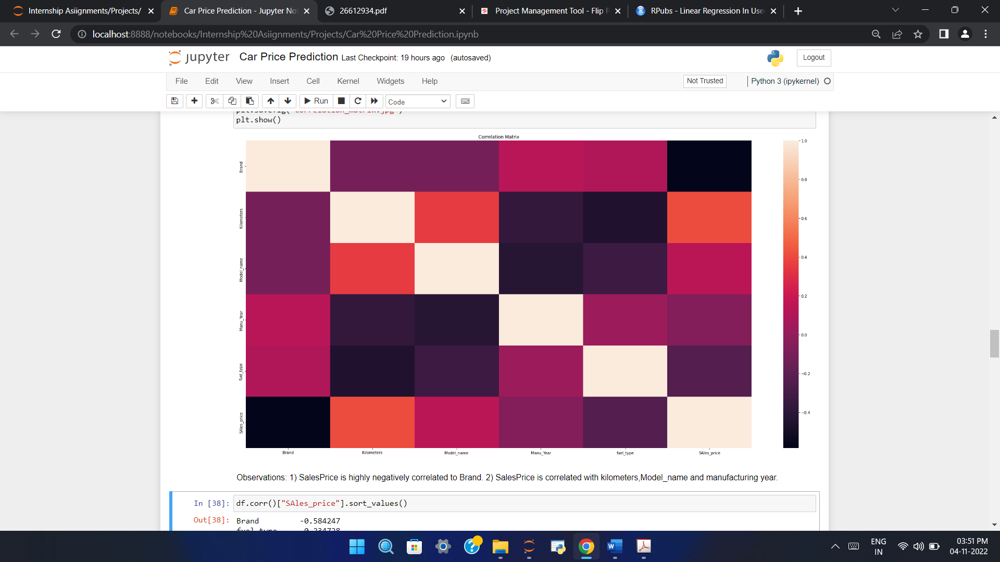 Internship Asiignments/Projects/
Car Price Prediction - Jupyter No
26612934.pdf
Project Management Tool - Flip R
RPubs - Linear Regression In Use
localhost:8888/notebooks/Internship%20Asiignments/Projects/Car%20Price%20Prediction.ipynb
jupyter Car Price Prediction Last Checkpoint: 19 hours ago (autosaved)
Logout
File Edit View Insert Cell Kernel Widgets Help
Not Trusted
Python 3 (ipykernel)
Run
Code
plt.savefig("correlation_matrix.jpg")
plt.show()
Correlation Matrix
Brand
Kilometers
Model_name
Manu_Year
fuel_type
SAles_price
Brand Kilometers Model_name Manu_Year fuel_type SAles_price
1.0
0.8
0.6
0.4
0.2
0.0
−0.2
−0.4
Observations: 1) SalesPrice is highly negatively correlated to Brand. 2) SalesPrice is correlated with kilometers,Model_name and manufacturing year.
In [38]: df.corr()["SAles_price"].sort_values()
Out[38]: Brand -0.584247
fuel_type -0.234728
ENG
IN
03:51 PM
04-11-2022